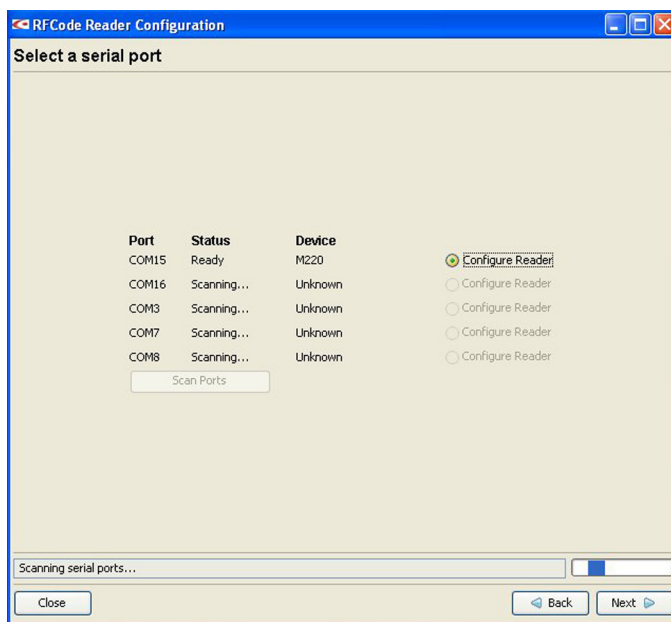 RFCode Reader Configuration
Select a serial port
Port Status Device
COM15 Ready M220 Configure Reader
COM16 Scanning... Unknown Configure Reader
COM3 Scanning... Unknown Configure Reader
COM7 Scanning... Unknown Configure Reader
COM8 Scanning... Unknown Configure Reader
Scan Ports
Scanning serial ports...
Close Back Next